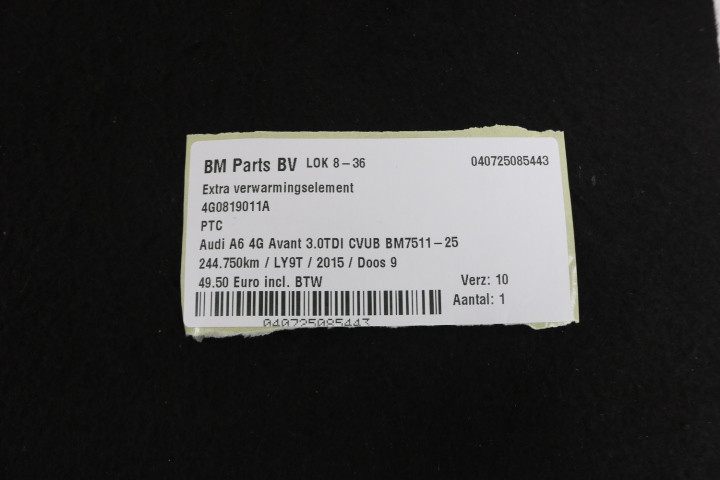 BM Parts BV LOK 8-36 040725085443
Extra verwarmingselement
4G0819011A
PTC
Audi A6 4G Avant 3.0TDI CVUB BM7511-25
244.750km / LY9T / 2015 / Doos 9
49.50 Euro incl. BTW Verz: 10
Aantal: 1
040725085443